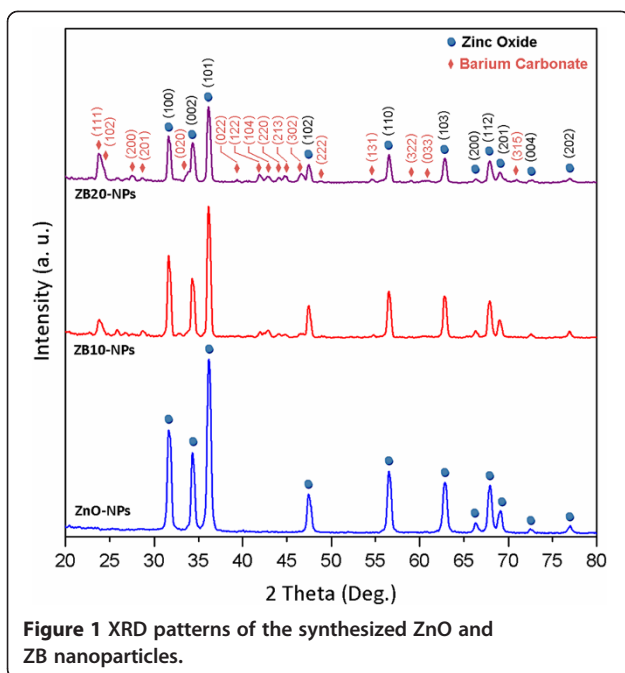 Zinc Oxide
Barium Carbonate
(111)
(102)
(200)
(201)
(100)
(020)
(002)
(101)
(022)
(122)
(104)
(220)
(213)
(302)
(102)
(222)
(131)
(110)
(322)
(033)
(103)
(200)
(112)
(201)
(315)
(004)
(202)
ZB20-NPs
ZB10-NPs
ZnO-NPs
Intensity (a. u.)
20 25 30 35 40 45 50 55 60 65 70 75 80
2 Theta (Deg.)
Figure 1 XRD patterns of the synthesized ZnO and
ZB nanoparticles.